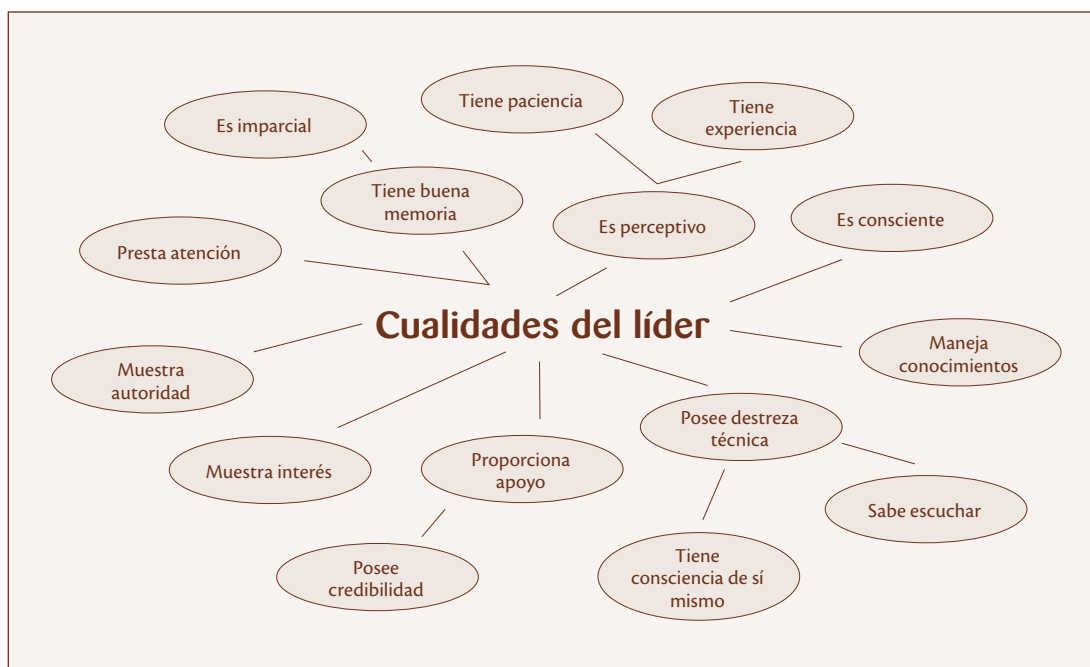 Tiene paciencia
Tiene
experiencia
Es imparcial
Tiene buena
memoria
Es perceptivo
Es consciente
Presta atención
Cualidades del líder
Muestra
autoridad
Maneja
conocimientos
Posee destreza
técnica
Muestra interés
Proporciona
apoyo
Sabe escuchar
Posee
credibilidad
Tiene
consciencia de sí
mismo